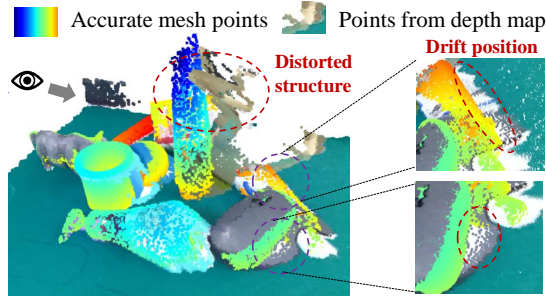 Accurate mesh points
Points from depth map
Distorted
structure
Drift position